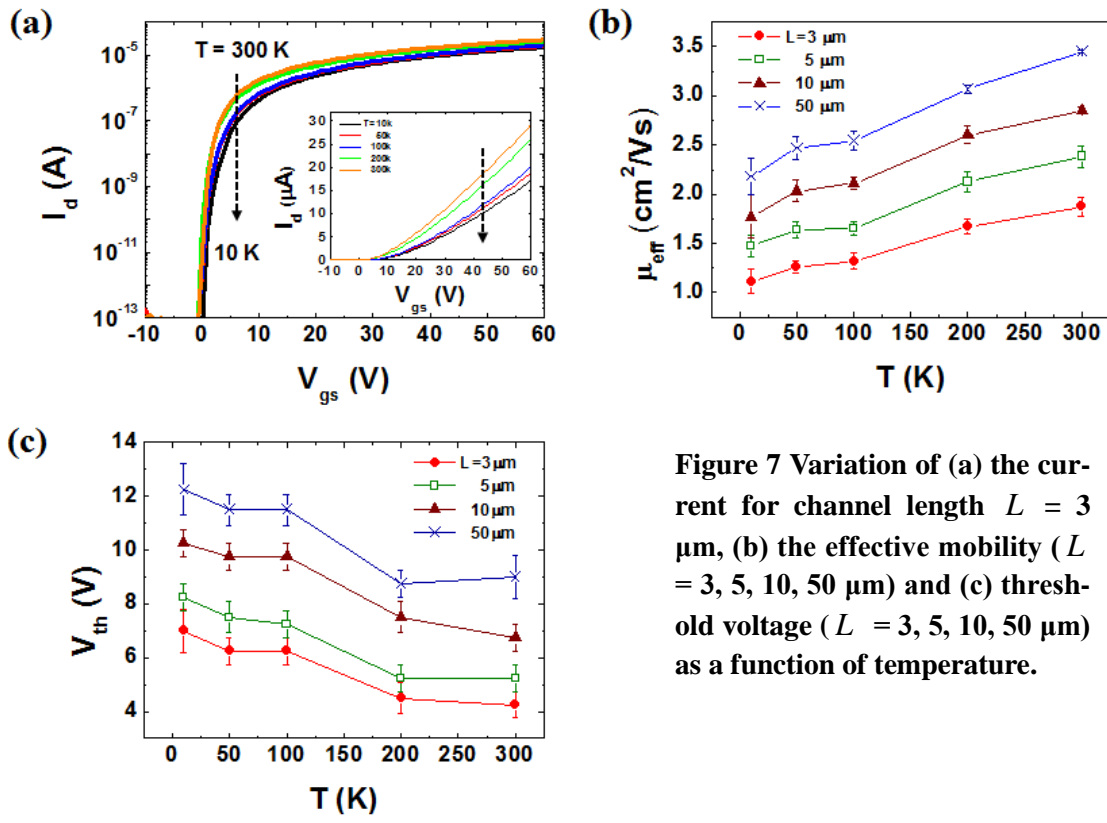 (a)
T = 300 K
10 K
I_d (A)
10^-5
10^-7
10^-9
10^-11
10^-13
-10 0 10 20 30 40 50 60
V_gs (V)
T=10k
50k
100k
200k
300k
I_d (μA)
30
25
20
15
10
5
0
-10 0 10 20 30 40 50 60
V_gs (V)
(b)
L=3 μm
5 μm
10 μm
50 μm
μ_eff (cm²/Vs)
3.5
3.0
2.5
2.0
1.5
1.0
0 50 100 150 200 250 300
T (K)
(c)
L=3 μm
5 μm
10 μm
50 μm
V_th (V)
14
12
10
8
6
4
0 50 100 150 200 250 300
T (K)
Figure 7 Variation of (a) the cur-
rent for channel length L = 3
μm, (b) the effective mobility ( L
= 3, 5, 10, 50 μm) and (c) thresh-
old voltage ( L = 3, 5, 10, 50 μm)
as a function of temperature.